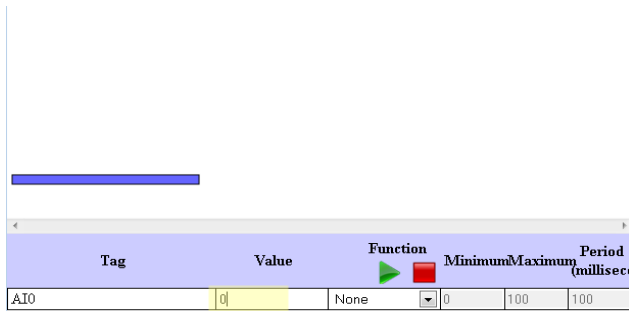 Tag Value Function Minimum Maximum Period
(millisec
AI0 0 None 0 100 100